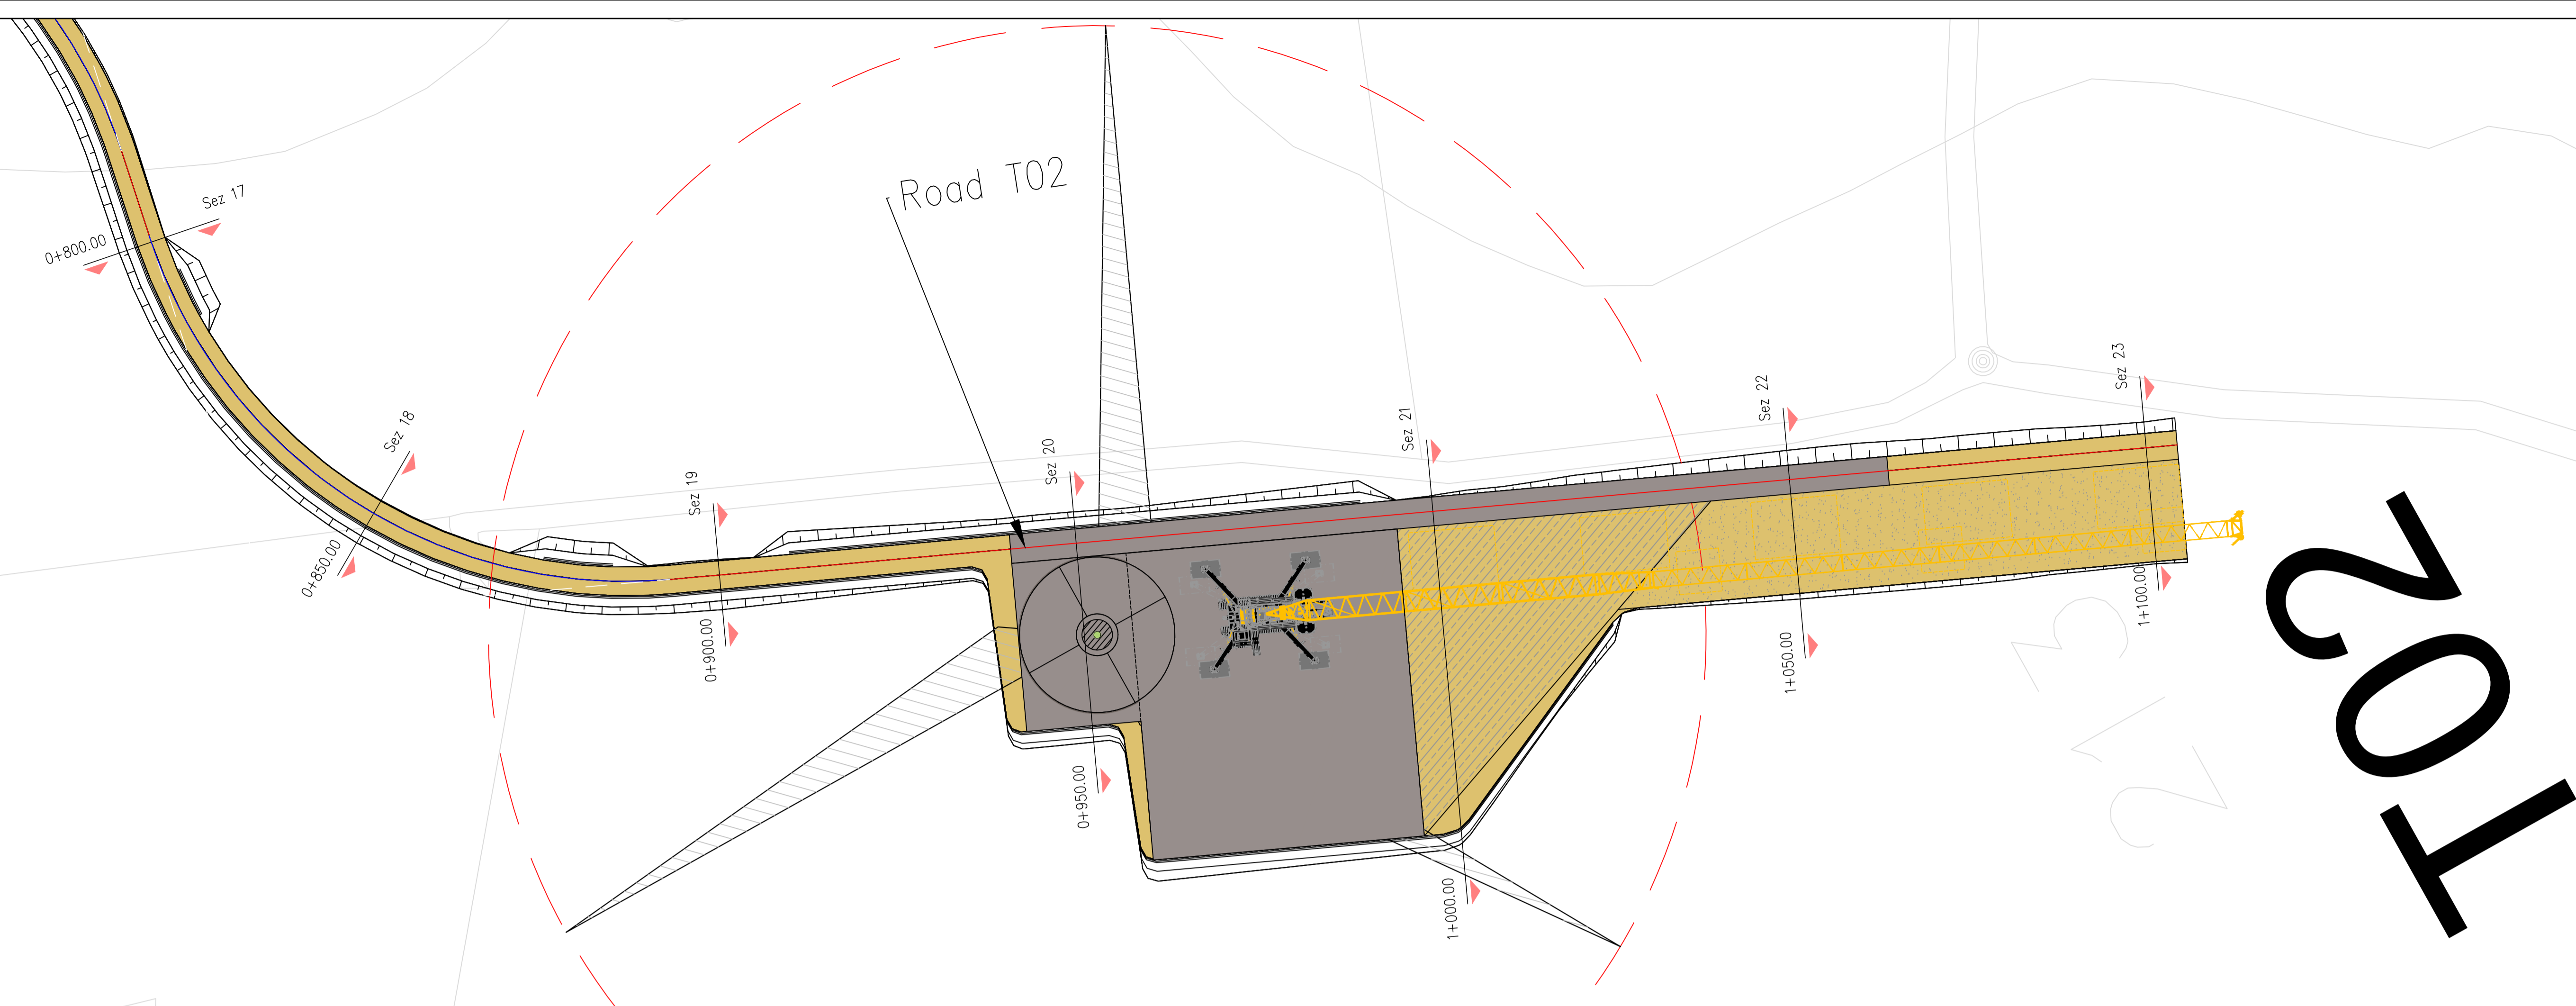 Road T02
Sez 17
0+800.00
Sez 18
0+850.00
Sez 19
0+900.00
Sez 20
0+950.00
Sez 21
1+000.00
Sez 22
1+050.00
Sez 23
1+100.00
T02